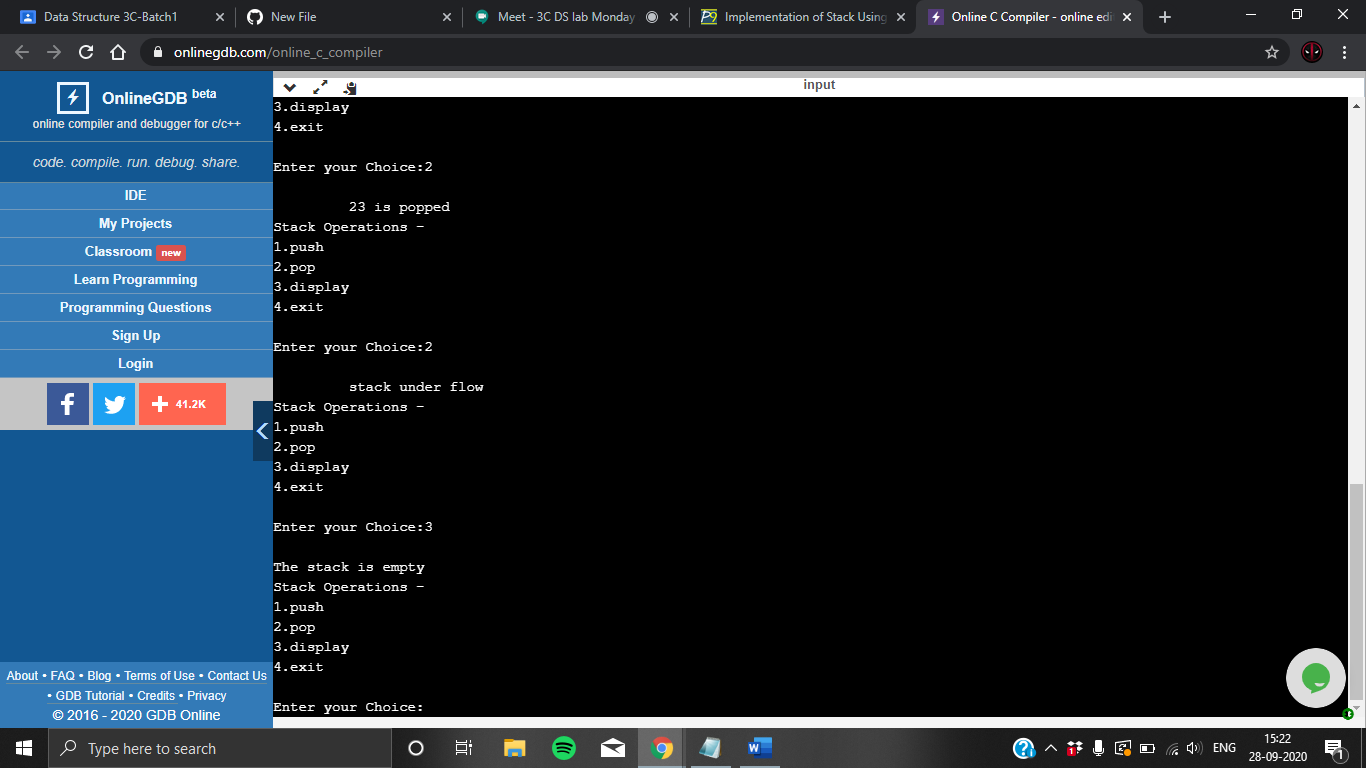 Data Structure 3C-Batch1
New File
Meet - 3C DS lab Monday
Implementation of Stack Using
Online C Compiler - online edi
onlinegdb.com/online_c_compiler
OnlineGDB beta
online compiler and debugger for c/c++
code. compile. run. debug. share.
IDE
My Projects
Classroom new
Learn Programming
Programming Questions
Sign Up
Login
f
41.2K
About • FAQ • Blog • Terms of Use • Contact Us
• GDB Tutorial • Credits • Privacy
© 2016 - 2020 GDB Online
input
3.display
4.exit
Enter your Choice:2
23 is popped
Stack Operations -
1.push
2.pop
3.display
4.exit
Enter your Choice:2
stack under flow
Stack Operations -
1.push
2.pop
3.display
4.exit
Enter your Choice:3
The stack is empty
Stack Operations -
1.push
2.pop
3.display
4.exit
Enter your Choice:
Type here to search
ENG
15:22
28-09-2020
1